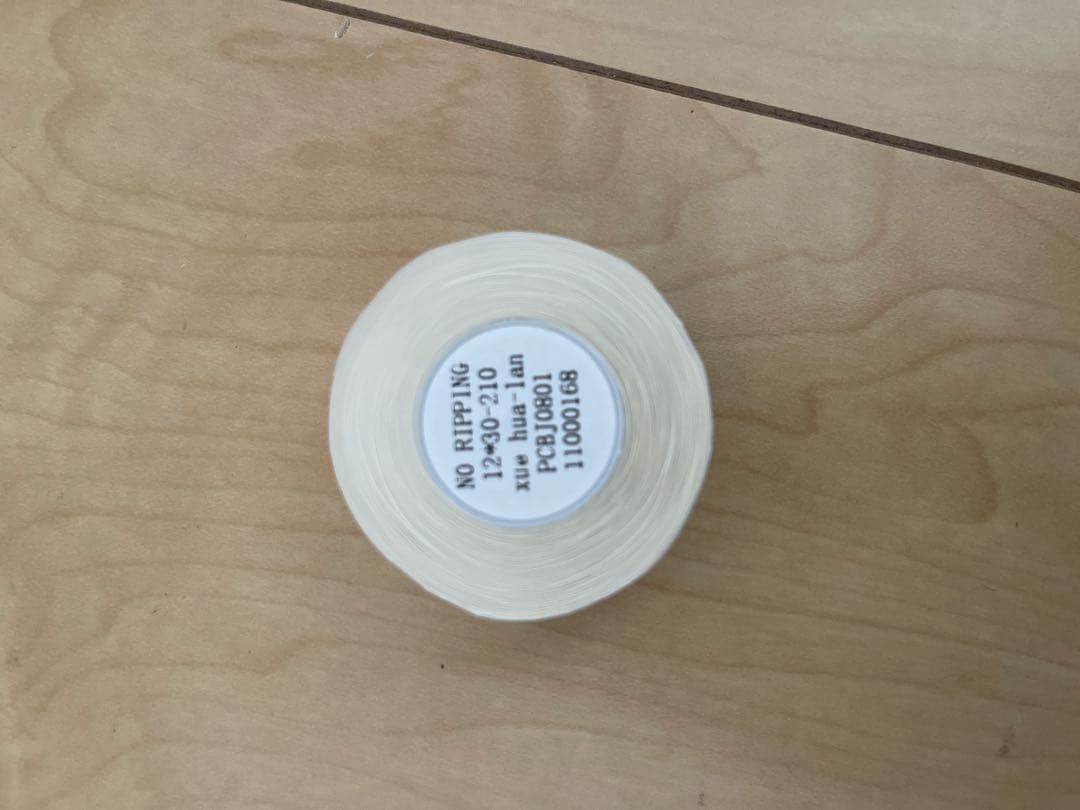 NO RIPPING
12*30-210
xue hua-lan
PCBJ0801
11000168